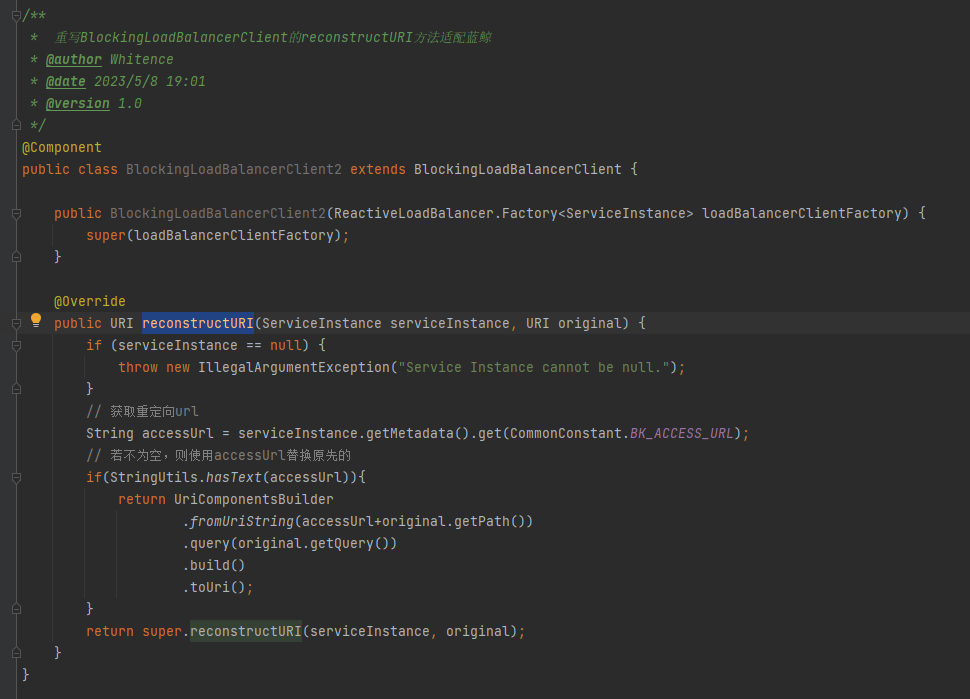 /**
 *  重写BlockingLoadBalancerClient的reconstructURI方法适配蓝鲸
 * @author Whitence
 * @date 2023/5/8 19:01
 * @version 1.0
 */
@Component
public class BlockingLoadBalancerClient2 extends BlockingLoadBalancerClient {
    public BlockingLoadBalancerClient2(ReactiveLoadBalancer.Factory<ServiceInstance> loadBalancerClientFactory) {
        super(loadBalancerClientFactory);
    }
    @Override
    public URI reconstructURI(ServiceInstance serviceInstance, URI original) {
        if (serviceInstance == null) {
            throw new IllegalArgumentException("Service Instance cannot be null.");
        }
        // 获取重定向url
        String accessUrl = serviceInstance.getMetadata().get(CommonConstant.BK_ACCESS_URL);
        // 若不为空，则使用accessUrl替换原先的
        if(StringUtils.hasText(accessUrl)){
            return UriComponentsBuilder
                    .fromUriString(accessUrl+original.getPath())
                    .query(original.getQuery())
                    .build()
                    .toUri();
        }
        return super.reconstructURI(serviceInstance, original);
    }
}